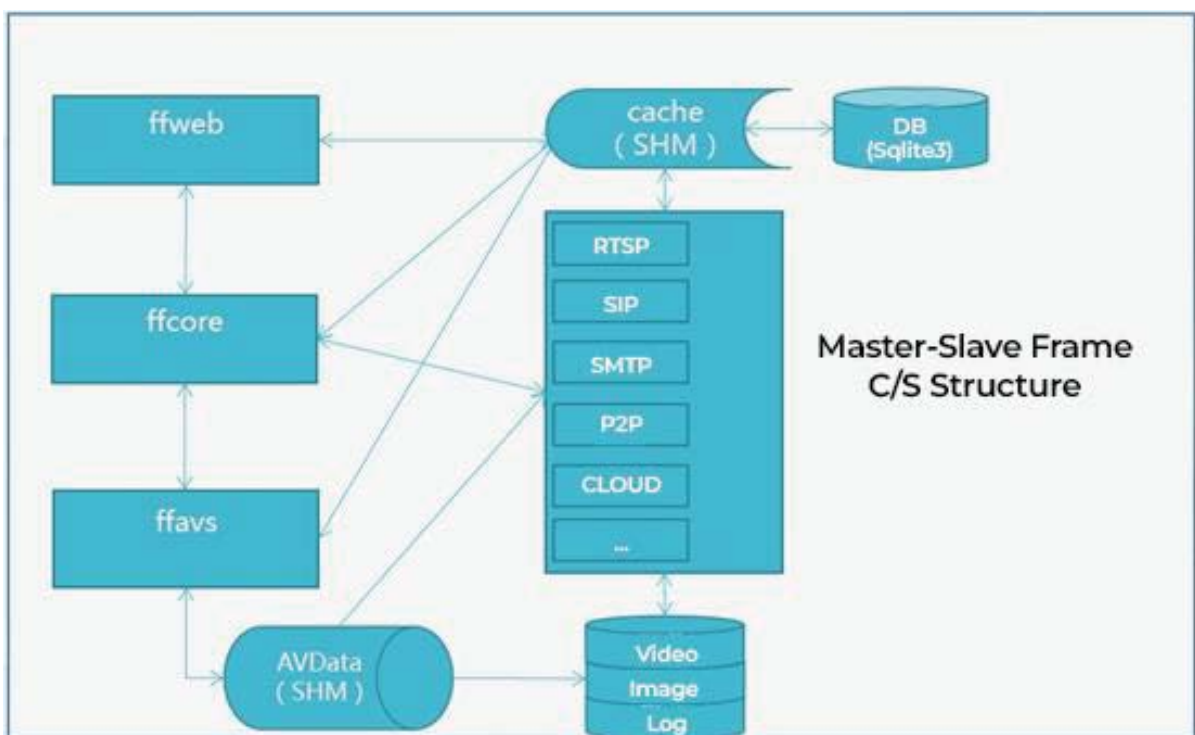 ffweb
cache
( SHM )
DB
(Sqlite3)
RTSP
SIP
SMTP
P2P
CLOUD
...
ffcore
Master-Slave Frame
C/S Structure
ffavs
AVData
( SHM )
Video
Image
Log